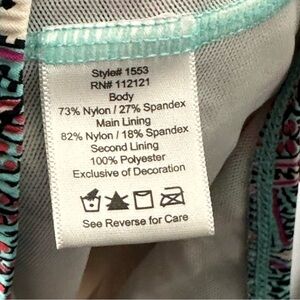 Style# 1553
RN# 112121
Body
73% Nylon / 27% Spandex
Main Lining
82% Nylon / 18% Spandex
Second Lining
100% Polyester
Exclusive of Decoration
See Reverse for Care